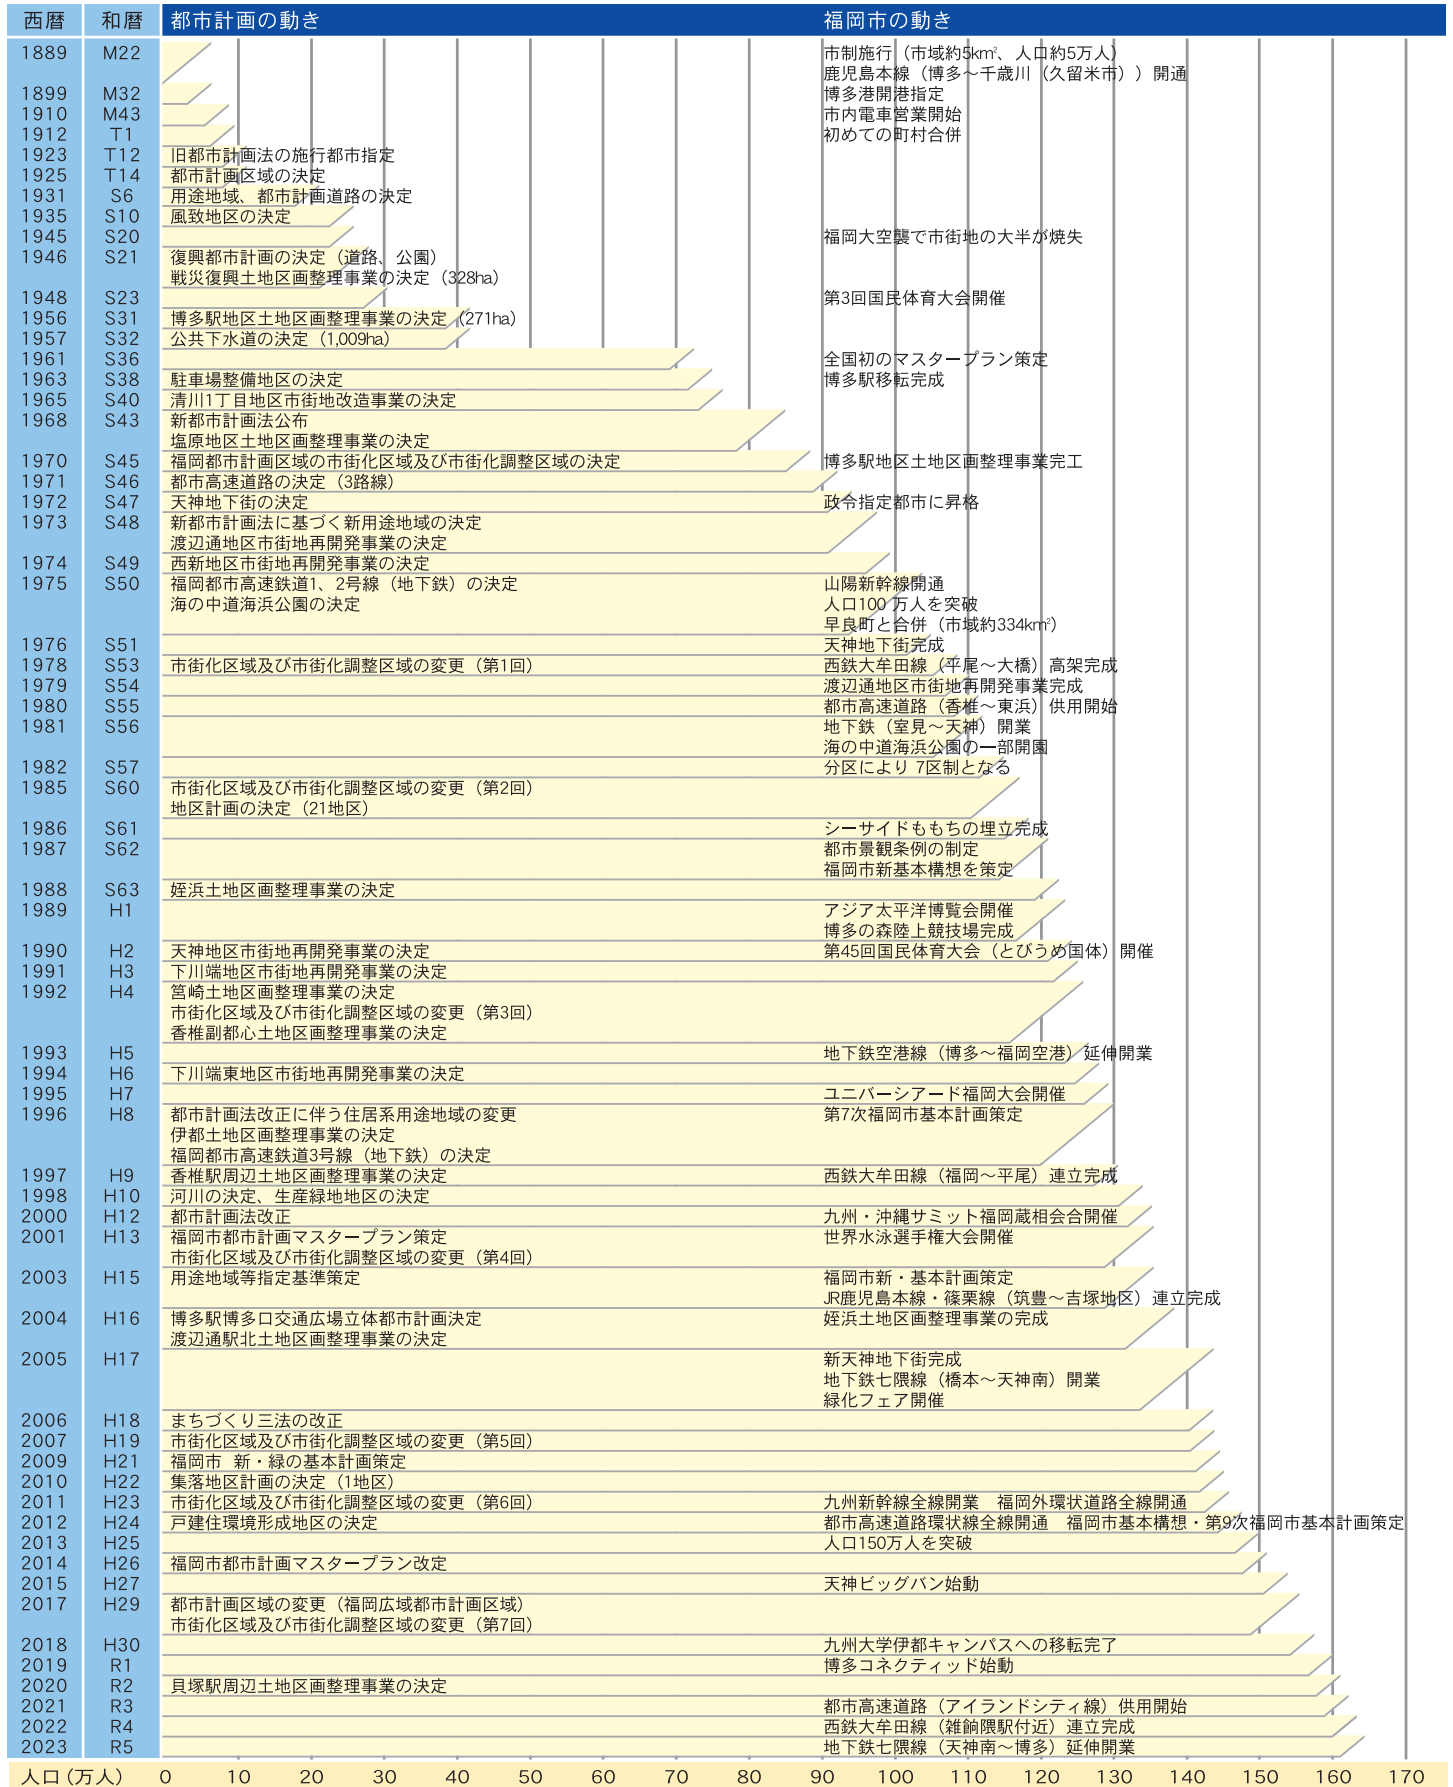 西暦 和暦 都市計画の動き 福岡市の動き
1889 M22 市制施行（市域約5km²、人口約5万人）
鹿児島本線（博多～千歳川（久留米市））開通
1899 M32 博多港開港指定
1910 M43 市内電車営業開始
1912 T1 初めての町村合併
1923 T12 旧都市計画法の施行都市指定
1925 T14 都市計画区域の決定
1931 S6 用途地域、都市計画道路の決定
1935 S10 風致地区の決定
1945 S20 福岡大空襲で市街地の大半が焼失
1946 S21 復興都市計画の決定（道路、公園）
戦災復興土地区画整理事業の決定（328ha）
1948 S23 第3回国民体育大会開催
1956 S31 博多駅地区土地区画整理事業の決定（271ha）
1957 S32 公共下水道の決定（1,009ha）
1961 S36 全国初のマスタープラン策定
1963 S38 駐車場整備地区の決定 博多駅移転完成
1965 S40 清川1丁目地区市街地改造事業の決定
1968 S43 新都市計画法公布
塩原地区土地区画整理事業の決定
1970 S45 福岡都市計画区域の市街化区域及び市街化調整区域の決定 博多駅地区土地区画整理事業完工
1971 S46 都市高速道路の決定（3路線）
1972 S47 天神地下街の決定 政令指定都市に昇格
1973 S48 新都市計画法に基づく新用途地域の決定
渡辺通地区市街地再開発事業の決定
1974 S49 西新地区市街地再開発事業の決定
1975 S50 福岡都市高速鉄道1、2号線（地下鉄）の決定 山陽新幹線開通
海の中道海浜公園の決定 人口100 万人を突破
早良町と合併（市域約334km²）
1976 S51 天神地下街完成
1978 S53 市街化区域及び市街化調整区域の変更（第1回） 西鉄大牟田線（平尾～大橋）高架完成
1979 S54 渡辺通地区市街地再開発事業完成
1980 S55 都市高速道路（香椎～東浜）供用開始
1981 S56 地下鉄（室見～天神）開業
海の中道海浜公園の一部開園
1982 S57 分区により 7区制となる
1985 S60 市街化区域及び市街化調整区域の変更（第2回）
地区計画の決定（21地区）
1986 S61 シーサイドももちの埋立完成
1987 S62 都市景観条例の制定
福岡市新基本構想を策定
1988 S63 姪浜土地区画整理事業の決定
1989 H1 アジア太平洋博覧会開催
博多の森陸上競技場完成
1990 H2 天神地区市街地再開発事業の決定 第45回国民体育大会（とびうめ国体）開催
1991 H3 下川端地区市街地再開発事業の決定
1992 H4 筥崎土地区画整理事業の決定
市街化区域及び市街化調整区域の変更（第3回）
香椎副都心土地区画整理事業の決定
1993 H5 地下鉄空港線（博多～福岡空港）延伸開業
1994 H6 下川端東地区市街地再開発事業の決定
1995 H7 ユニバーシアード福岡大会開催
1996 H8 都市計画法改正に伴う住居系用途地域の変更 第7次福岡市基本計画策定
伊都土地区画整理事業の決定
福岡都市高速鉄道3号線（地下鉄）の決定
1997 H9 香椎駅周辺土地区画整理事業の決定 西鉄大牟田線（福岡～平尾）連立完成
1998 H10 河川の決定、生産緑地地区の決定
2000 H12 都市計画法改正 九州・沖縄サミット福岡蔵相会合開催
2001 H13 福岡市都市計画マスタープラン策定 世界水泳選手権大会開催
市街化区域及び市街化調整区域の変更（第4回）
2003 H15 用途地域等指定基準策定 福岡市新・基本計画策定
JR鹿児島本線・篠栗線（筑豊～吉塚地区）連立完成
2004 H16 博多駅博多口交通広場立体都市計画決定 姪浜土地区画整理事業の完成
渡辺通駅北土地区画整理事業の決定
2005 H17 新天神地下街完成
地下鉄七隈線（橋本～天神南）開業
緑化フェア開催
2006 H18 まちづくり三法の改正
2007 H19 市街化区域及び市街化調整区域の変更（第5回）
2009 H21 福岡市 新・緑の基本計画策定
2010 H22 集落地区計画の決定（1地区）
2011 H23 市街化区域及び市街化調整区域の変更（第6回） 九州新幹線全線開業　福岡外環状道路全線開通
2012 H24 戸建住環境形成地区の決定 都市高速道路環状線全線開通　福岡市基本構想・第9次福岡市基本計画策定
2013 H25 人口150万人を突破
2014 H26 福岡市都市計画マスタープラン改定
2015 H27 天神ビッグバン始動
2017 H29 都市計画区域の変更（福岡広域都市計画区域）
市街化区域及び市街化調整区域の変更（第7回）
2018 H30 九州大学伊都キャンパスへの移転完了
2019 R1 博多コネクティッド始動
2020 R2 貝塚駅周辺土地区画整理事業の決定
2021 R3 都市高速道路（アイランドシティ線）供用開始
2022 R4 西鉄大牟田線（雑餉隈駅付近）連立完成
2023 R5 地下鉄七隈線（天神南～博多）延伸開業
人口（万人） 0 10 20 30 40 50 60 70 80 90 100 110 120 130 140 150 160 170